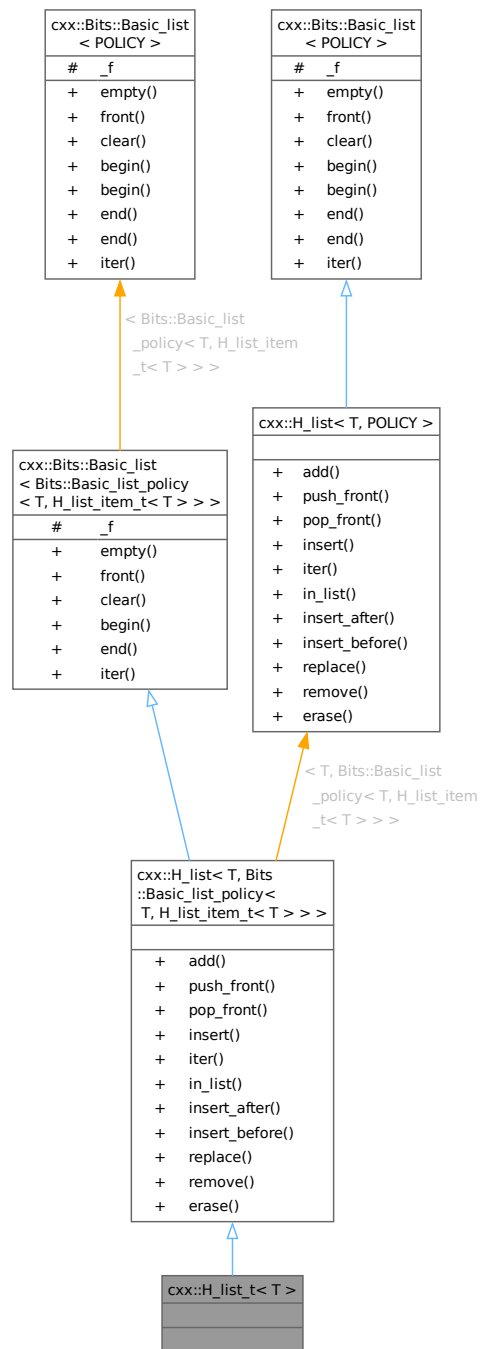 cxx::Bits::Basic_list
< POLICY >
# _f
+ empty()
+ front()
+ clear()
+ begin()
+ begin()
+ end()
+ end()
+ iter()
cxx::Bits::Basic_list
< POLICY >
# _f
+ empty()
+ front()
+ clear()
+ begin()
+ begin()
+ end()
+ end()
+ iter()
< Bits::Basic_list
_policy< T, H_list_item
_t< T > > >
cxx::Bits::Basic_list
< Bits::Basic_list_policy
< T, H_list_item_t< T > > >
# _f
+ empty()
+ front()
+ clear()
+ begin()
+ end()
+ iter()
cxx::H_list< T, POLICY >
+ add()
+ push_front()
+ pop_front()
+ insert()
+ iter()
+ in_list()
+ insert_after()
+ insert_before()
+ replace()
+ remove()
+ erase()
< T, Bits::Basic_list
_policy< T, H_list_item
_t< T > > >
cxx::H_list< T, Bits
::Basic_list_policy<
T, H_list_item_t< T > > >
+ add()
+ push_front()
+ pop_front()
+ insert()
+ iter()
+ in_list()
+ insert_after()
+ insert_before()
+ replace()
+ remove()
+ erase()
cxx::H_list_t< T >